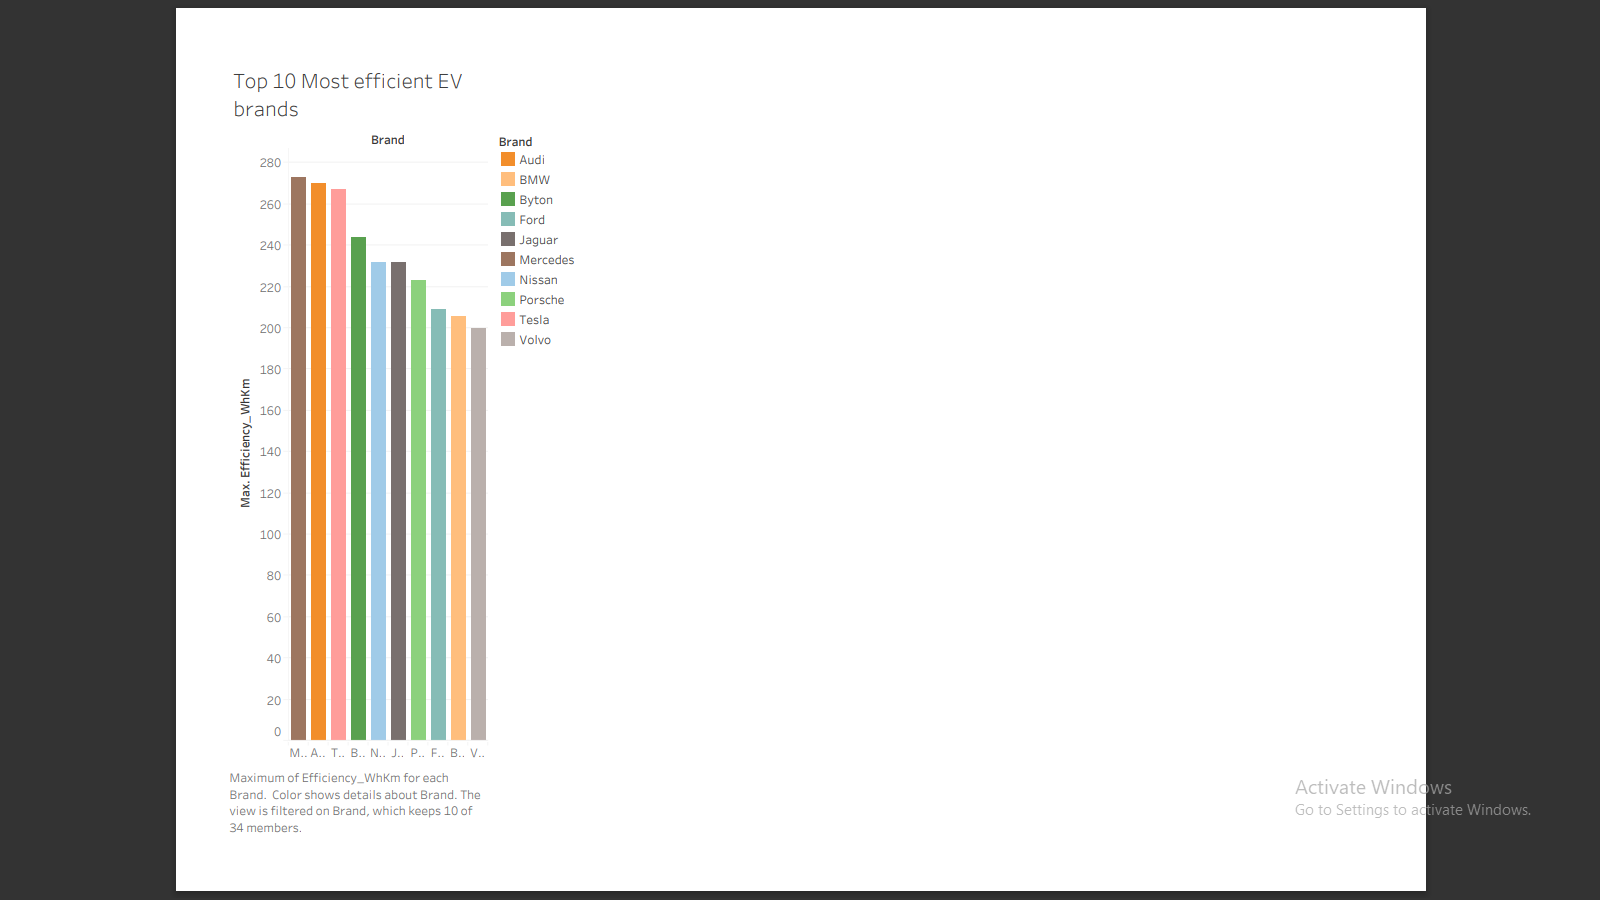 Top 10 Most efficient EV
brands
Brand
Brand
Audi
BMW
Byton
Ford
Jaguar
Mercedes
Nissan
Porsche
Tesla
Volvo
Max. Efficiency_WhKm
280
260
240
220
200
180
160
140
120
100
80
60
40
20
0
M.. A.. T.. B.. N.. J.. P.. F.. B.. V..
Maximum of Efficiency_WhKm for each
Brand.  Color shows details about Brand. The
view is filtered on Brand, which keeps 10 of
34 members.
Activate Windows
Go to Settings to activate Windows.